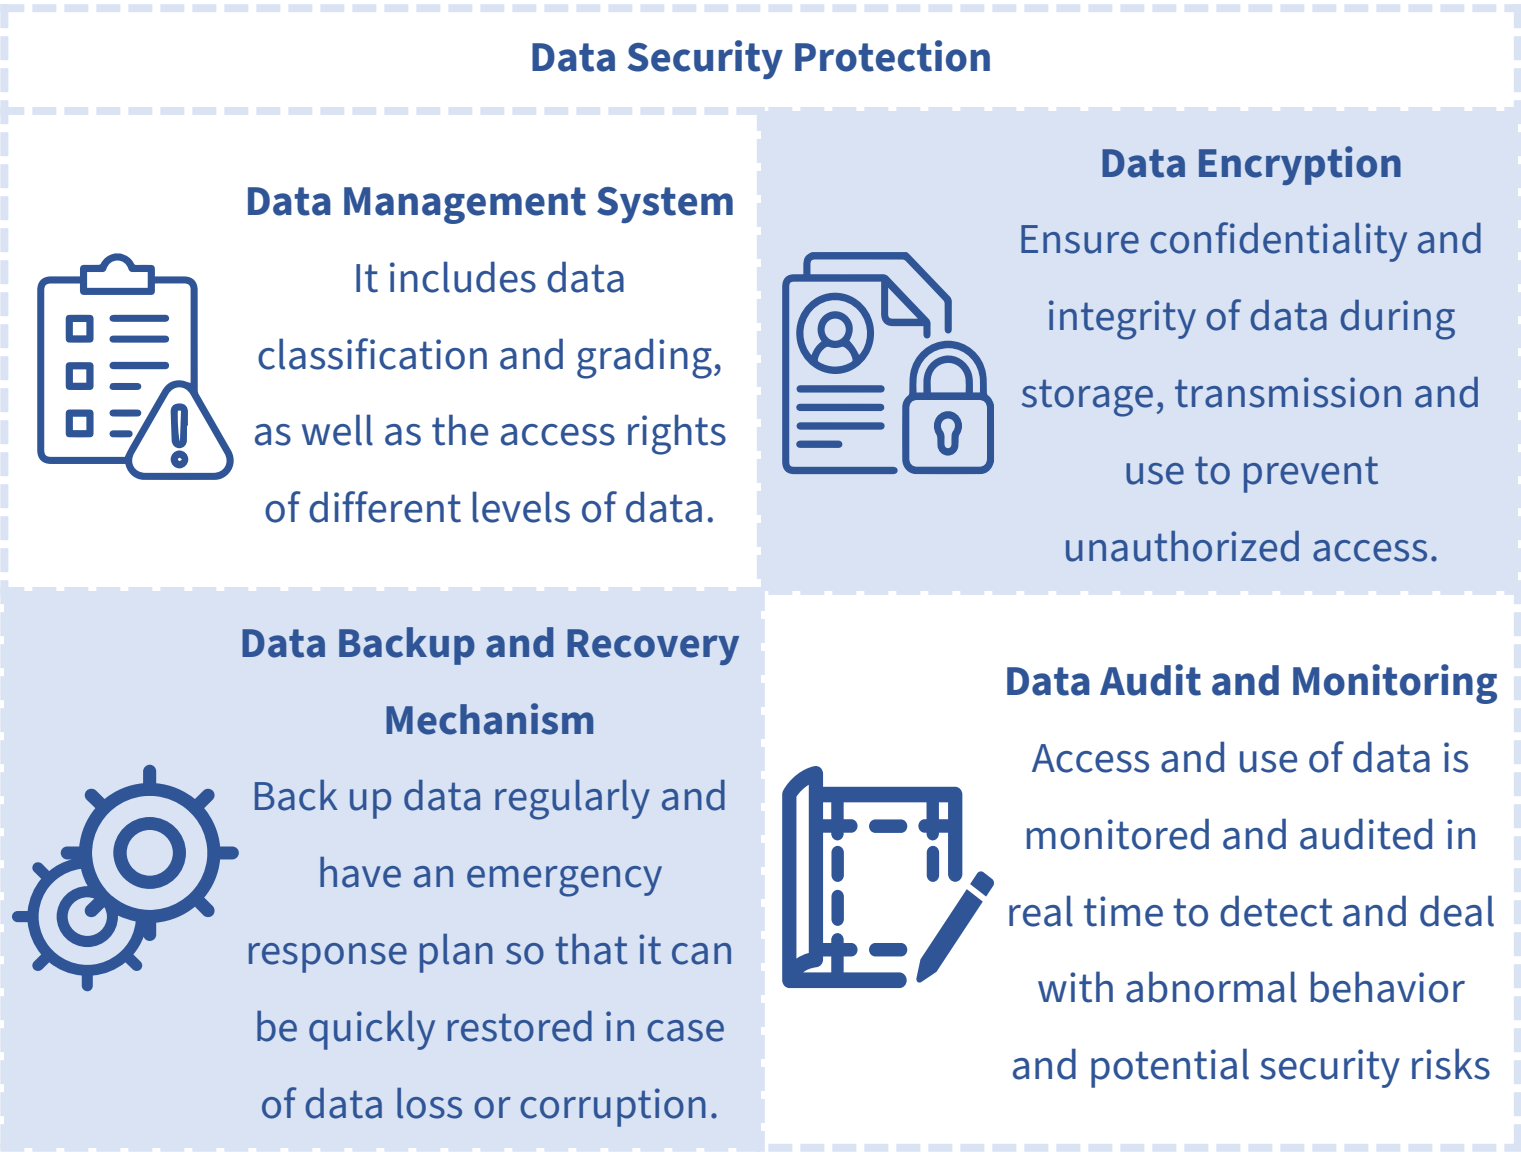 Data Security Protection
Data Management System
It includes data
classification and grading,
as well as the access rights
of different levels of data.
Data Encryption
Ensure confidentiality and
integrity of data during
storage, transmission and
use to prevent
unauthorized access.
Data Backup and Recovery
Mechanism
Back up data regularly and
have an emergency
response plan so that it can
be quickly restored in case
of data loss or corruption.
Data Audit and Monitoring
Access and use of data is
monitored and audited in
real time to detect and deal
with abnormal behavior
and potential security risks